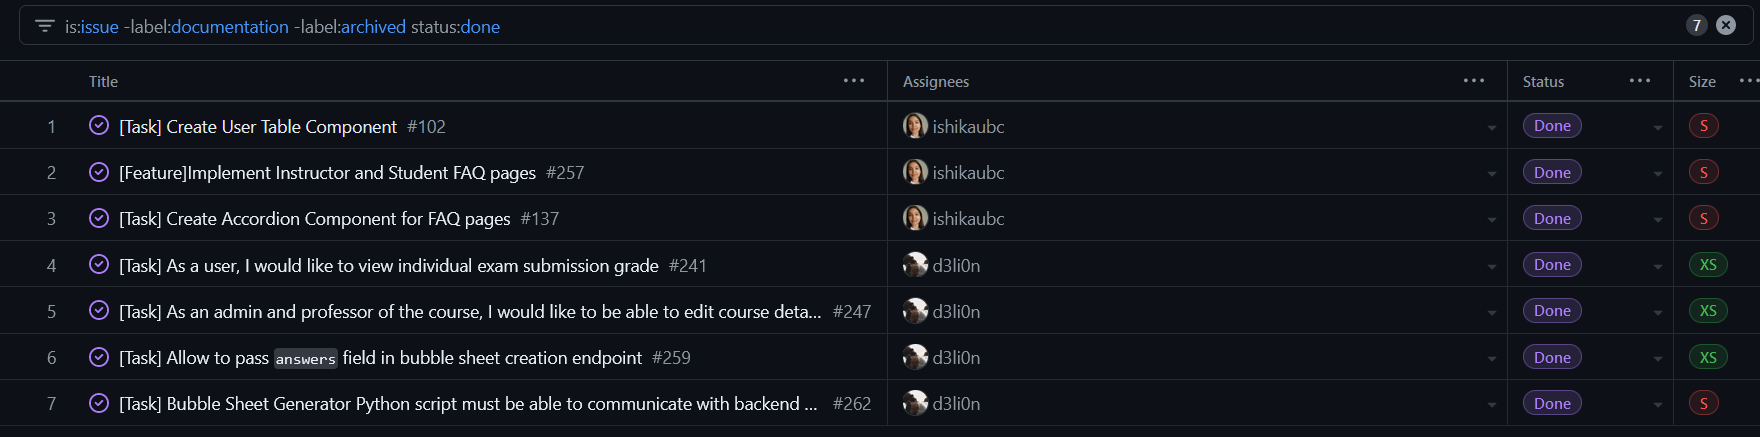 is:issue -label:documentation -label:archived status:done 7
Title ... Assignees ... Status ... Size ...
1 [Task] Create User Table Component #102 ishikaubc Done S
2 [Feature]Implement Instructor and Student FAQ pages #257 ishikaubc Done S
3 [Task] Create Accordion Component for FAQ pages #137 ishikaubc Done S
4 [Task] As a user, I would like to view individual exam submission grade #241 d3li0n Done XS
5 [Task] As an admin and professor of the course, I would like to be able to edit course deta... #247 d3li0n Done XS
6 [Task] Allow to pass answers field in bubble sheet creation endpoint #259 d3li0n Done XS
7 [Task] Bubble Sheet Generator Python script must be able to communicate with backend ... #262 d3li0n Done S